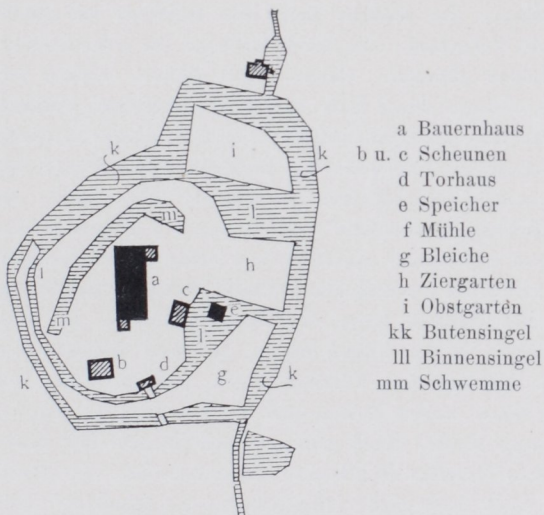 k
i
k
m
l
l
h
a
c
e
m
l
b
d
k
g
k
a Bauernhaus
b u. c Scheunen
d Torhaus
e Speicher
f Mühle
g Bleiche
h Ziergarten
i Obstgarten
kk Butensingel
lll Binnensingel
mm Schwemme